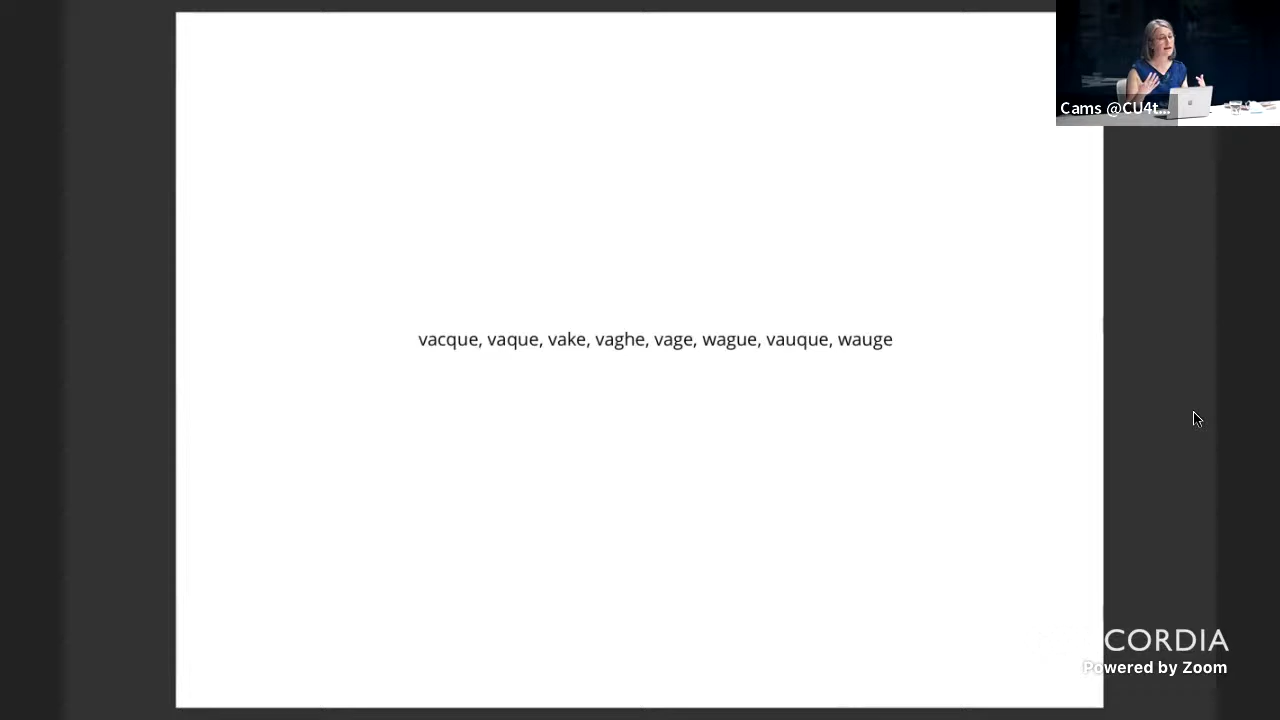 Cams @CU4t...
vacque, vaque, vake, vaghe, vage, wague, vauque, wauge
CORDIA
Powered by Zoom